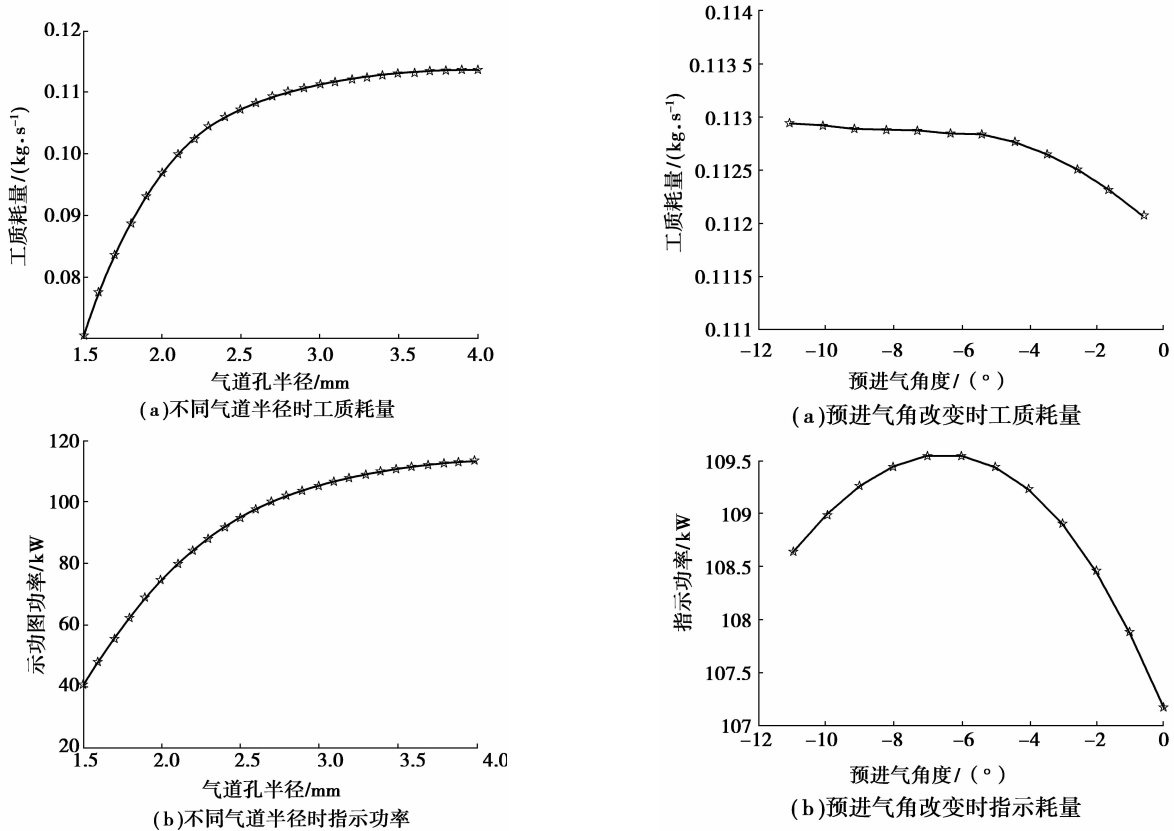 0.12
0.11
0.10
0.09
0.08
工质耗量/(kg.s⁻¹)
1.5 2.0 2.5 3.0 3.5 4.0
气道孔半径/mm
(a)不同气道半径时工质耗量
120
100
80
60
40
20
示功图功率/kW
1.5 2.0 2.5 3.0 3.5 4.0
气道孔半径/mm
(b)不同气道半径时指示功率
0.114
0.113 5
0.113
0.1125
0.112
0.1115
0.111
工质耗量/(kg.s⁻¹)
−12 −10 −8 −6 −4 −2 0
预进气角度/(°)
(a)预进气角改变时工质耗量
109.5
109
108.5
108
107.5
107
指示功率/kW
−12 −10 −8 −6 −4 −2 0
预进气角度/(°)
(b)预进气角改变时指示耗量